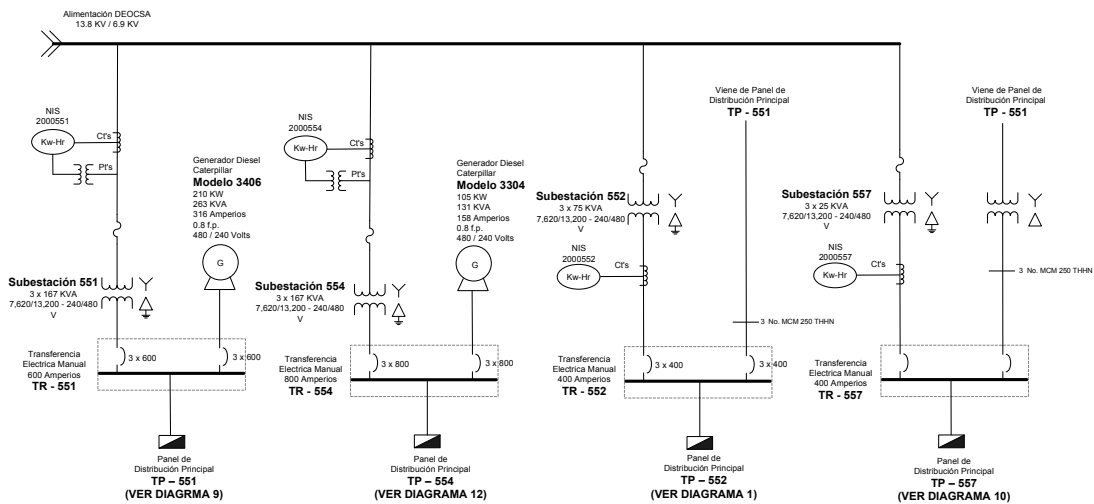 Alimentación DEOCSA
13.8 KV / 6.9 KV
NIS
2000551
Kw-Hr
Ct's
Pt's
Generador Diesel
Caterpillar
Modelo 3406
210 KW
263 KVA
316 Amperios
0.8 f.p.
480 / 240 Volts
G
Subestación 551
3 x 167 KVA
7,620/13,200 - 240/480
V
Transferencia
Electrica Manual
600 Amperios
TR - 551
3 x 600
3 x 600
Panel de
Distribución Principal
TP – 551
(VER DIAGRMA 9)
NIS
2000554
Kw-Hr
Ct's
Pt's
Generador Diesel
Caterpillar
Modelo 3304
105 KW
131 KVA
158 Amperios
0.8 f.p.
480 / 240 Volts
G
Subestación 554
3 x 167 KVA
7,620/13,200 - 240/480
V
Transferencia
Electrica Manual
800 Amperios
TR - 554
3 x 800
3 x 800
Panel de
Distribución Principal
TP – 554
(VER DIAGRAMA 12)
Viene de Panel de
Distribución Principal
TP - 551
Subestación 552
3 x 75 KVA
7,620/13,200 - 240/480
V
NIS
2000552
Kw-Hr
Ct's
3 No. MCM 250 THHN
Transferencia
Electrica Manual
400 Amperios
TR - 552
3 x 400
3 x 400
Panel de
Distribución Principal
TP – 552
(VER DIAGRAMA 1)
Viene de Panel de
Distribución Principal
TP - 551
Subestación 557
3 x 25 KVA
7,620/13,200 - 240/480
V
NIS
2000557
Kw-Hr
Ct's
3 No. MCM 250 THHN
Transferencia
Electrica Manual
400 Amperios
TR - 557
Panel de
Distribución Principal
TP – 557
(VER DIAGRAMA 10)